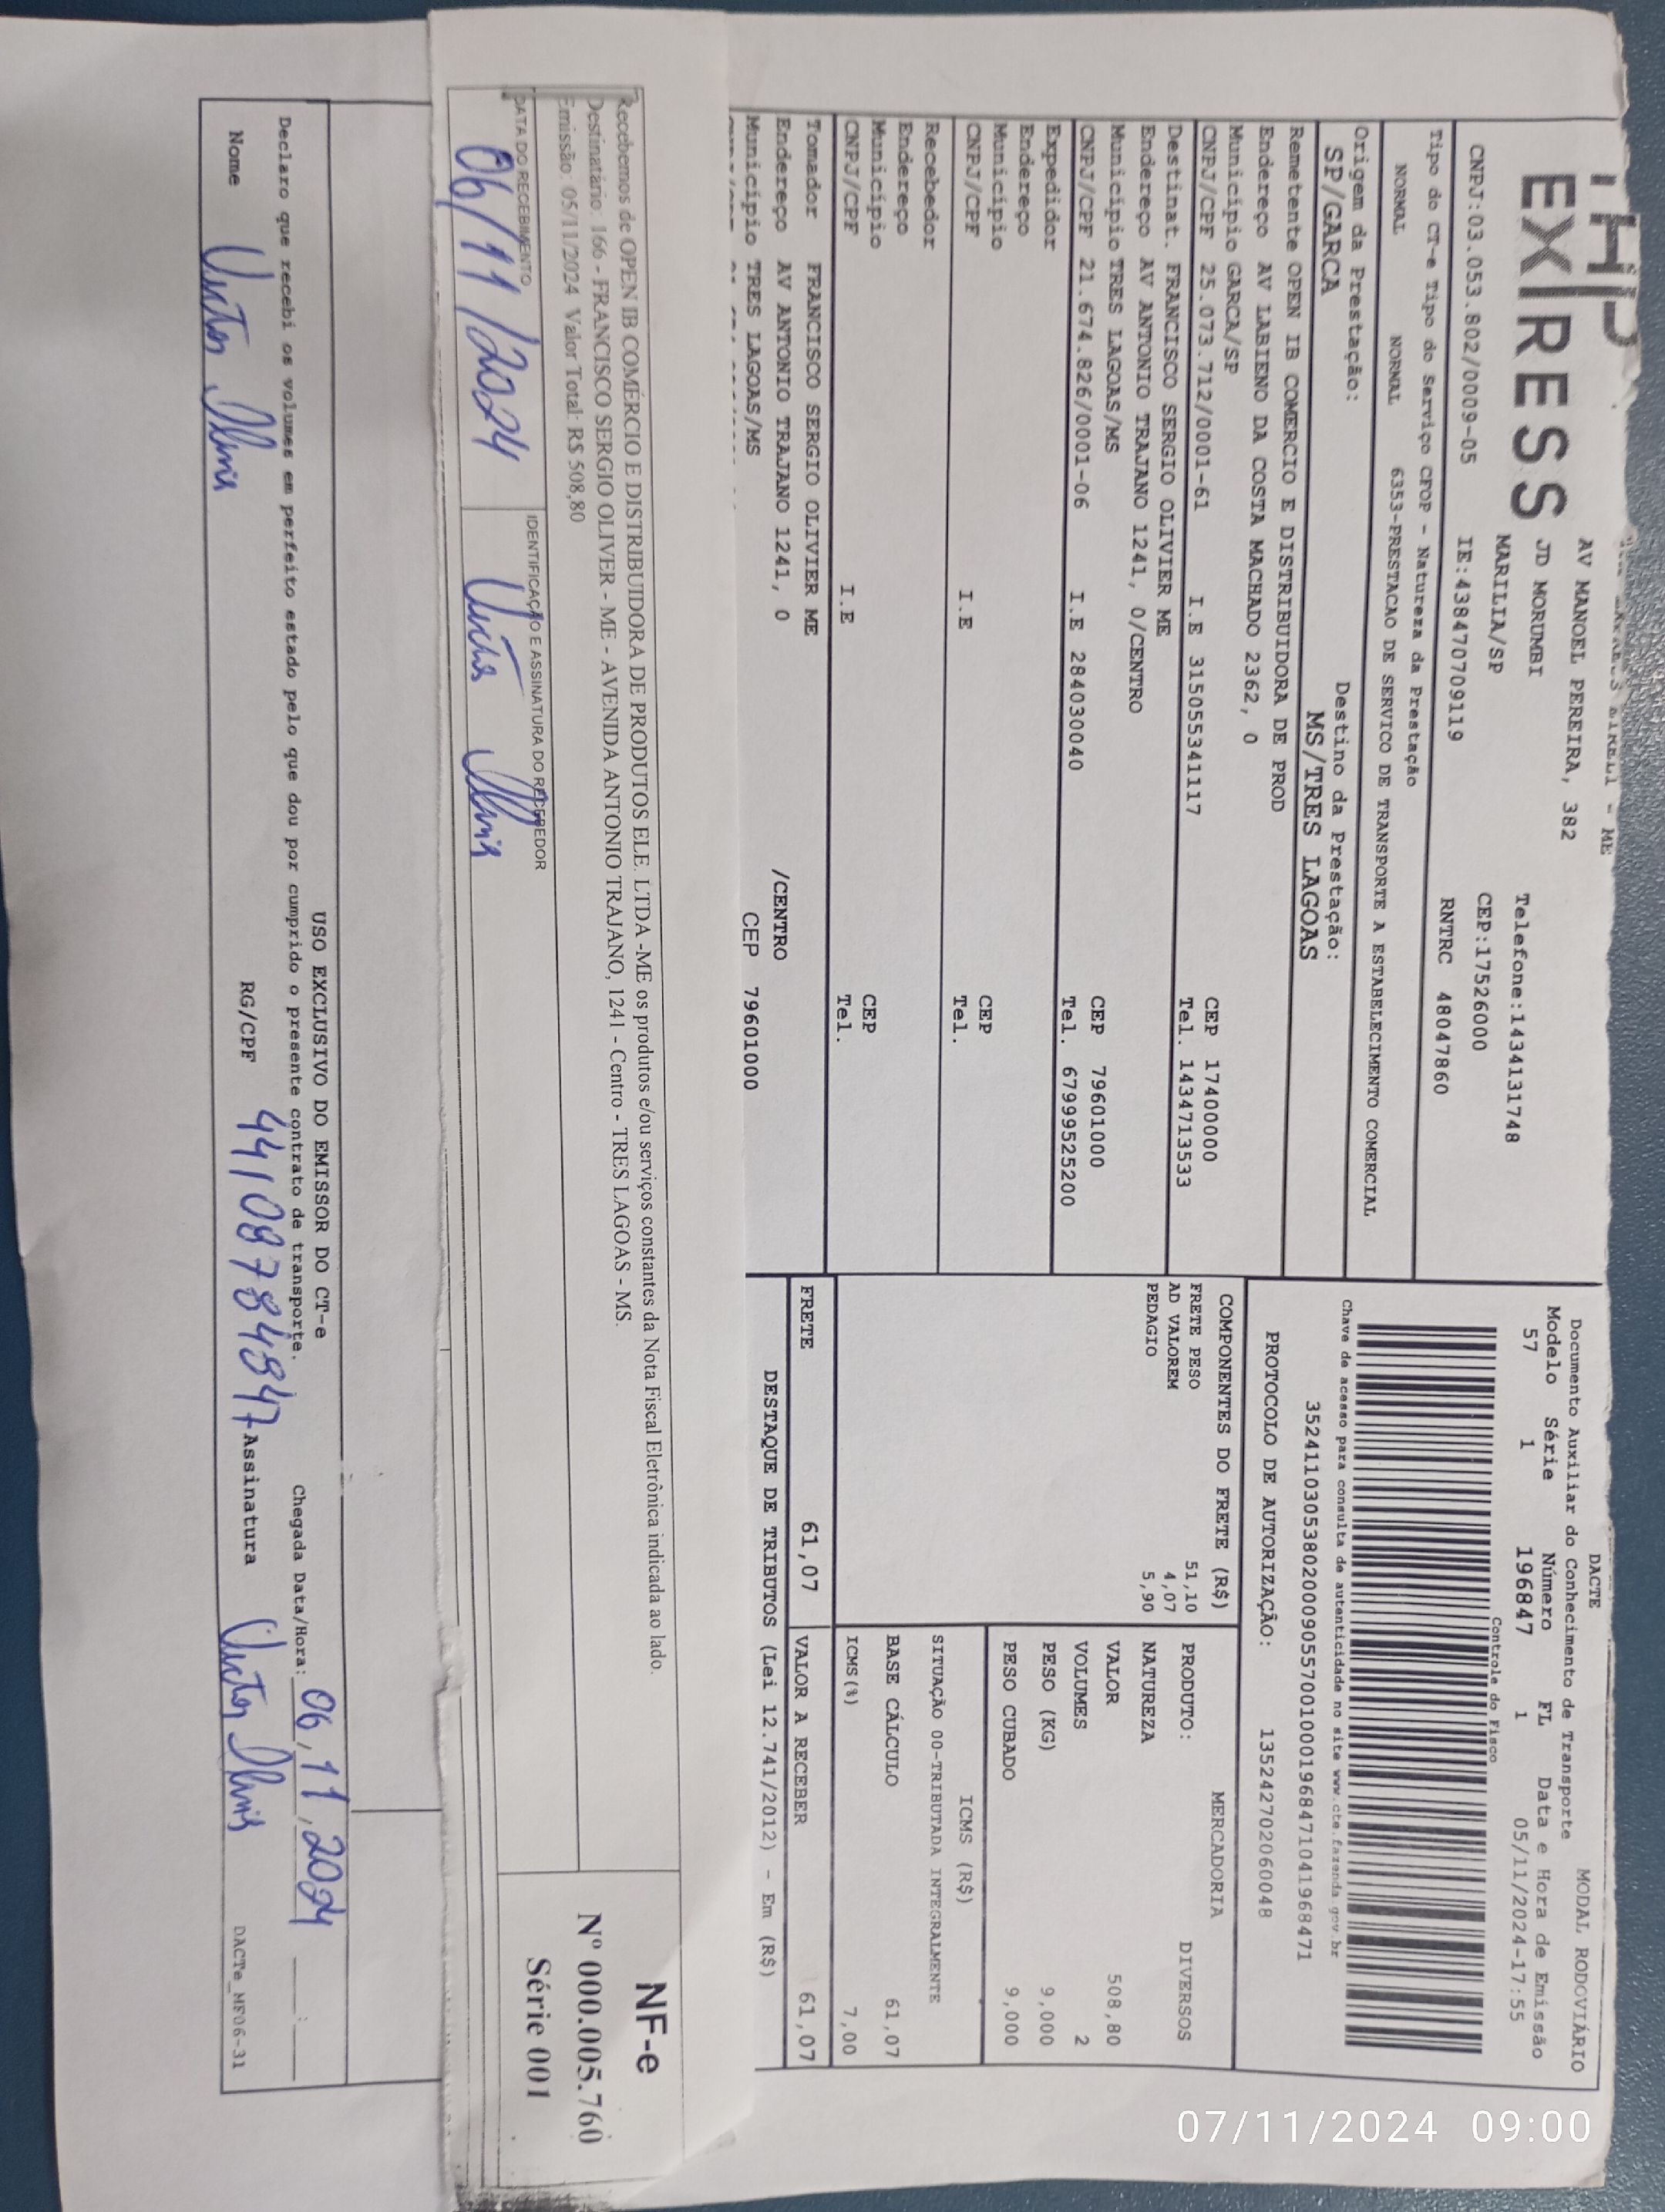 EXPRESS
AV MANOEL PEREIRA, 382
JD MORUMBI
MARILIA/SP
Telefone:1434131748
CEP:17526000
CNPJ:03.053.802/0009-05 IE:438470709119 RNTRC 48047860
Tipo do CT-e Tipo do Serviço CFOP - Natureza da Prestação
NORMAL NORMAL 6353-PRESTACAO DE SERVICO DE TRANSPORTE A ESTABELECIMENTO COMERCIAL
Origem da Prestação: Destino da Prestação:
SP/GARCA MS/TRES LAGOAS
Remetente OPEN IB COMERCIO E DISTRIBUIDORA DE PROD
Endereço AV LABIENO DA COSTA MACHADO 2362, 0
Município GARCA/SP CEP 17400000
CNPJ/CPF 25.073.712/0001-61 I.E 315055341117 Tel. 1434713533
Destinat. FRANCISCO SERGIO OLIVIER ME
Endereço AV ANTONIO TRAJANO 1241, 0/CENTRO
Município TRES LAGOAS/MS CEP 79601000
CNPJ/CPF 21.674.826/0001-06 I.E 284030040 Tel. 67999525200
Expedidor
Endereço
Município CEP
CNPJ/CPF I.E Tel.
Recebedor
Endereço
Município CEP
CNPJ/CPF I.E Tel.
Tomador FRANCISCO SERGIO OLIVIER ME
Endereço AV ANTONIO TRAJANO 1241, 0 /CENTRO
Município TRES LAGOAS/MS CEP 79601000
DACTE MODAL RODOVIÁRIO
Documento Auxiliar do Conhecimento de Transporte
Modelo Série Número FL Data e Hora de Emissão
57 1 196847 1 05/11/2024-17:55
Controle do Fisco
Chave de acesso para consulta de autenticidade no site www.cte.fazenda.gov.br
35241103053802000905570010001968471041968471
PROTOCOLO DE AUTORIZAÇÃO: 135242702060048
COMPONENTES DO FRETE (R$)
FRETE PESO 51,10
AD VALOREM 4,07
PEDAGIO 5,90
MERCADORIA
PRODUTO: DIVERSOS
NATUREZA
VALOR 508,80
VOLUMES 2
PESO (KG) 9,000
PESO CUBADO 9,000
ICMS (R$)
SITUAÇÃO 00-TRIBUTADA INTEGRALMENTE
BASE CÁLCULO 61,07
ICMS(%) 7,00
FRETE 61,07 VALOR A RECEBER 61,07
DESTAQUE DE TRIBUTOS (Lei 12.741/2012) - Em (R$)
Recebemos de OPEN IB COMÉRCIO E DISTRIBUIDORA DE PRODUTOS ELE. LTDA -ME os produtos e/ou serviços constantes da Nota Fiscal Eletrônica indicada ao lado.
Destinatário: 166 - FRANCISCO SERGIO OLIVER - ME - AVENIDA ANTONIO TRAJANO, 1241 - Centro - TRES LAGOAS - MS.
Emissão: 05/11/2024 Valor Total: R$ 508,80
DATA DO RECEBIMENTO IDENTIFICAÇÃO E ASSINATURA DO RECEBEDOR
06/11/2024
NF-e
Nº 000.005.760
Série 001
USO EXCLUSIVO DO EMISSOR DO CT-e
Declaro que recebi os volumes em perfeito estado pelo que dou por cumprido o presente contrato de transporte. Chegada Data/Hora: 06,11,2024
Nome Victor RG/CPF 44108784847 Assinatura Victor
DACTe_MF06-31
07/11/2024 09:00